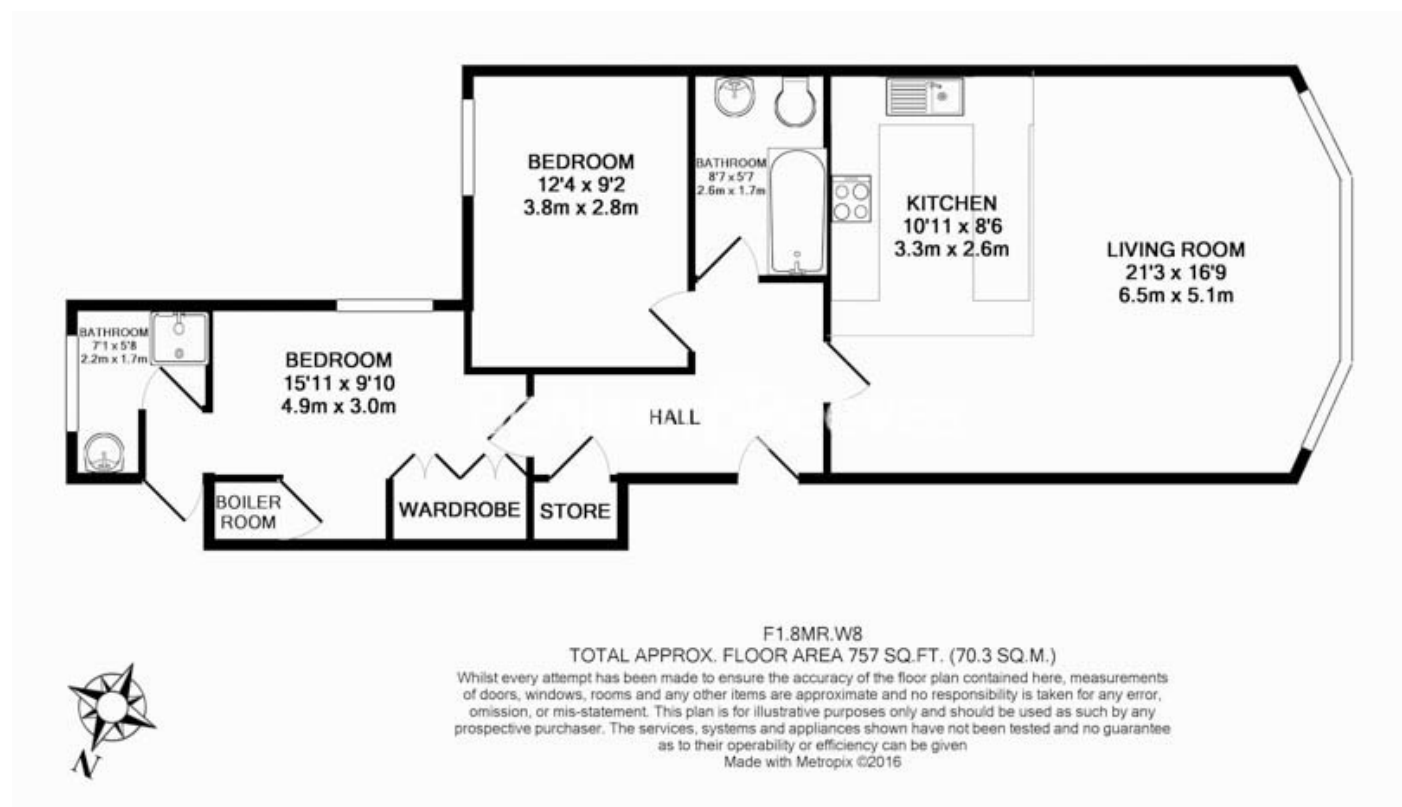 BEDROOM
12'4 x 9'2
3.8m x 2.8m
BATHROOM
8'7 x 5'7
2.6m x 1.7m
KITCHEN
10'11 x 8'6
3.3m x 2.6m
LIVING ROOM
21'3 x 16'9
6.5m x 5.1m
BATHROOM
7'1 x 5'8
2.2m x 1.7m
BEDROOM
15'11 x 9'10
4.9m x 3.0m
HALL
BOILER
ROOM
WARDROBE
STORE
F1.8MR.W8
TOTAL APPROX. FLOOR AREA 757 SQ.FT. (70.3 SQ.M.)
Whilst every attempt has been made to ensure the accuracy of the floor plan contained here, measurements
of doors, windows, rooms and any other items are approximate and no responsibility is taken for any error,
omission, or mis-statement. This plan is for illustrative purposes only and should be used as such by any
prospective purchaser. The services, systems and appliances shown have not been tested and no guarantee
as to their operability or efficiency can be given
Made with Metropix ©2016
N